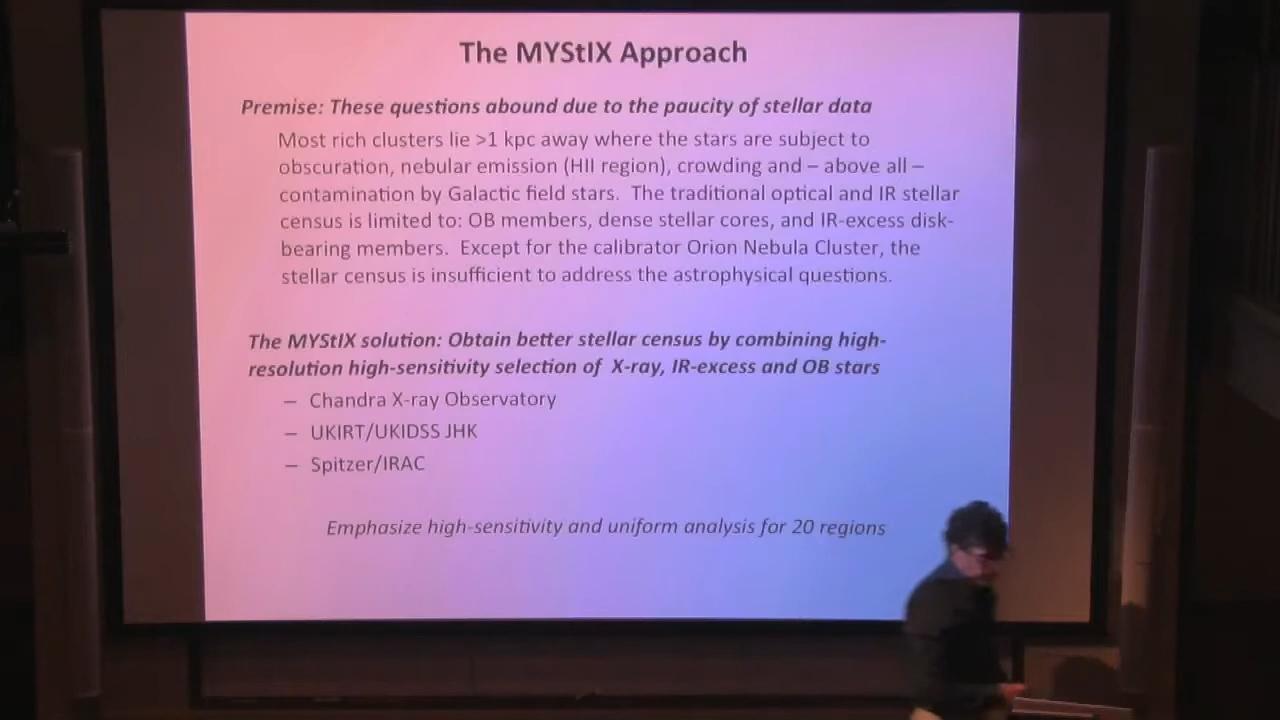 The MYStIX Approach
Premise: These questions abound due to the paucity of stellar data
Most rich clusters lie >1 kpc away where the stars are subject to
obscuration, nebular emission (HII region), crowding and – above all –
contamination by Galactic field stars.  The traditional optical and IR stellar
census is limited to: OB members, dense stellar cores, and IR-excess disk-
bearing members.  Except for the calibrator Orion Nebula Cluster, the
stellar census is insufficient to address the astrophysical questions.
The MYStIX solution: Obtain better stellar census by combining high-
resolution high-sensitivity selection of  X-ray, IR-excess and OB stars
– Chandra X-ray Observatory
– UKIRT/UKIDSS JHK
– Spitzer/IRAC
Emphasize high-sensitivity and uniform analysis for 20 regions